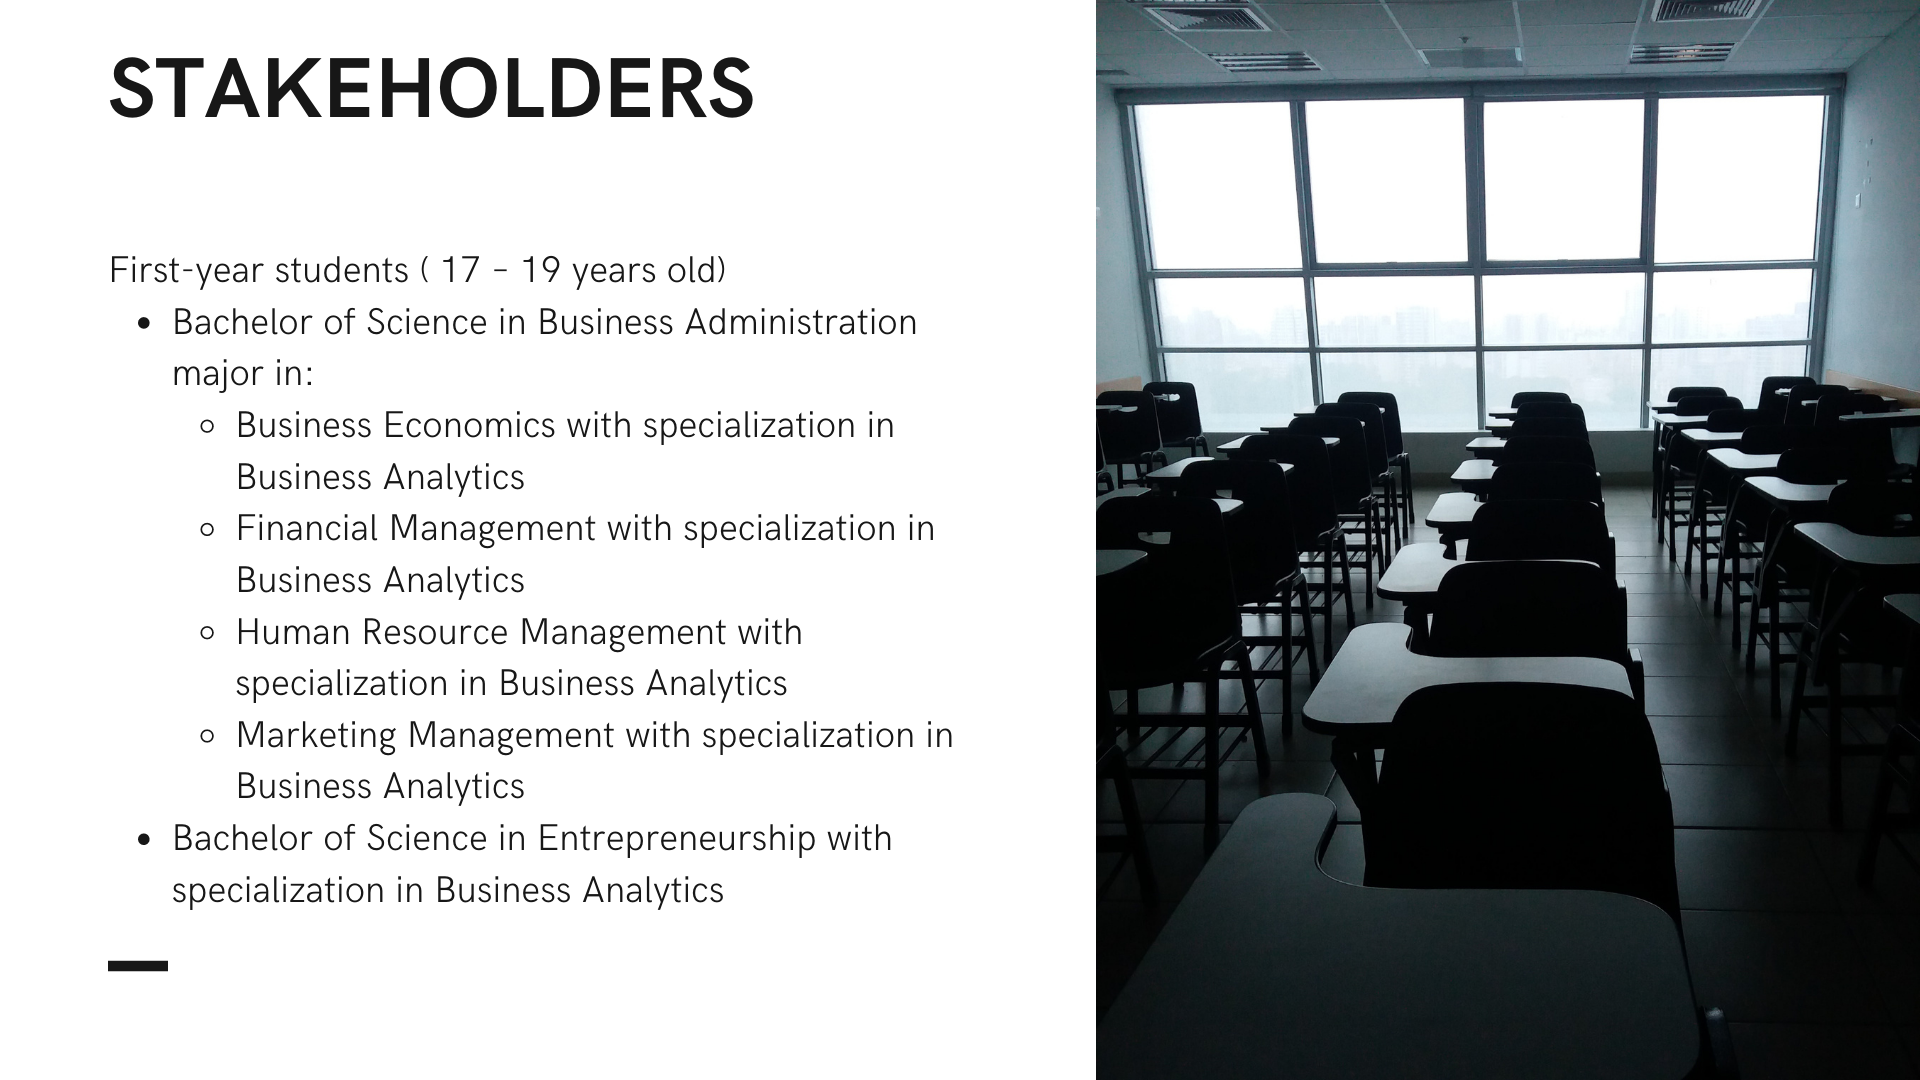 STAKEHOLDERS
First-year students ( 17 – 19 years old)
• Bachelor of Science in Business Administration
major in:
◦ Business Economics with specialization in
Business Analytics
◦ Financial Management with specialization in
Business Analytics
◦ Human Resource Management with
specialization in Business Analytics
◦ Marketing Management with specialization in
Business Analytics
• Bachelor of Science in Entrepreneurship with
specialization in Business Analytics